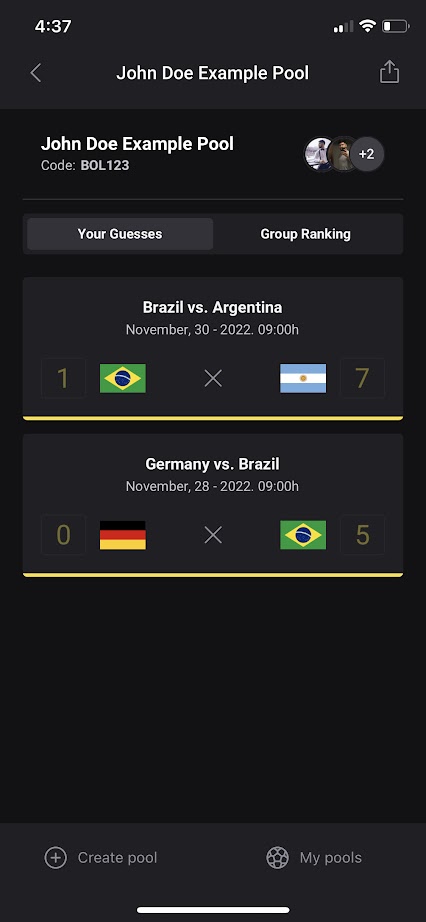 4:37
John Doe Example Pool
John Doe Example Pool
Code: BOL123
+2
Your Guesses Group Ranking
Brazil vs. Argentina
November, 30 - 2022. 09:00h
1 7
Germany vs. Brazil
November, 28 - 2022. 09:00h
0 5
Create pool My pools